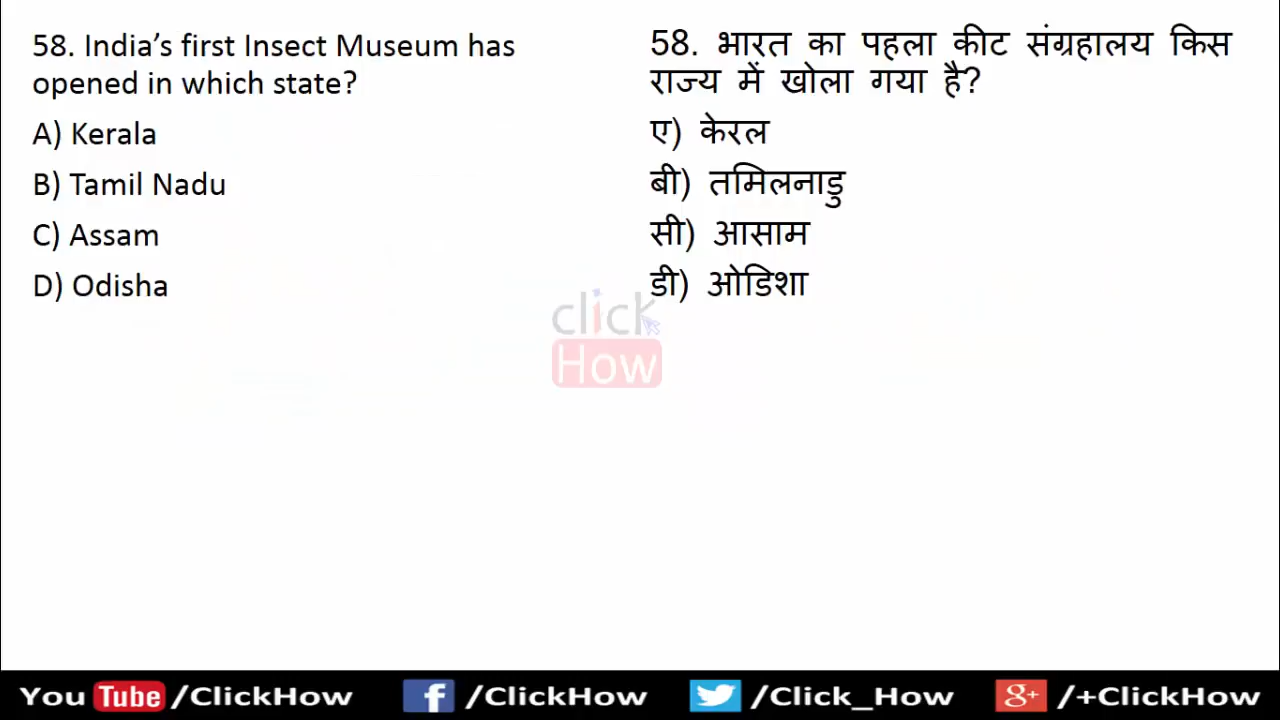 58. India’s first Insect Museum has
opened in which state?
A) Kerala
B) Tamil Nadu
C) Assam
D) Odisha
58. भारत का पहला कीट संग्रहालय किस
राज्य में खोला गया है?
ए) केरल
बी) तमिलनाडु
सी) आसाम
डी) ओडिशा
click
How
You Tube /ClickHow f /ClickHow /Click_How g+ /+ClickHow